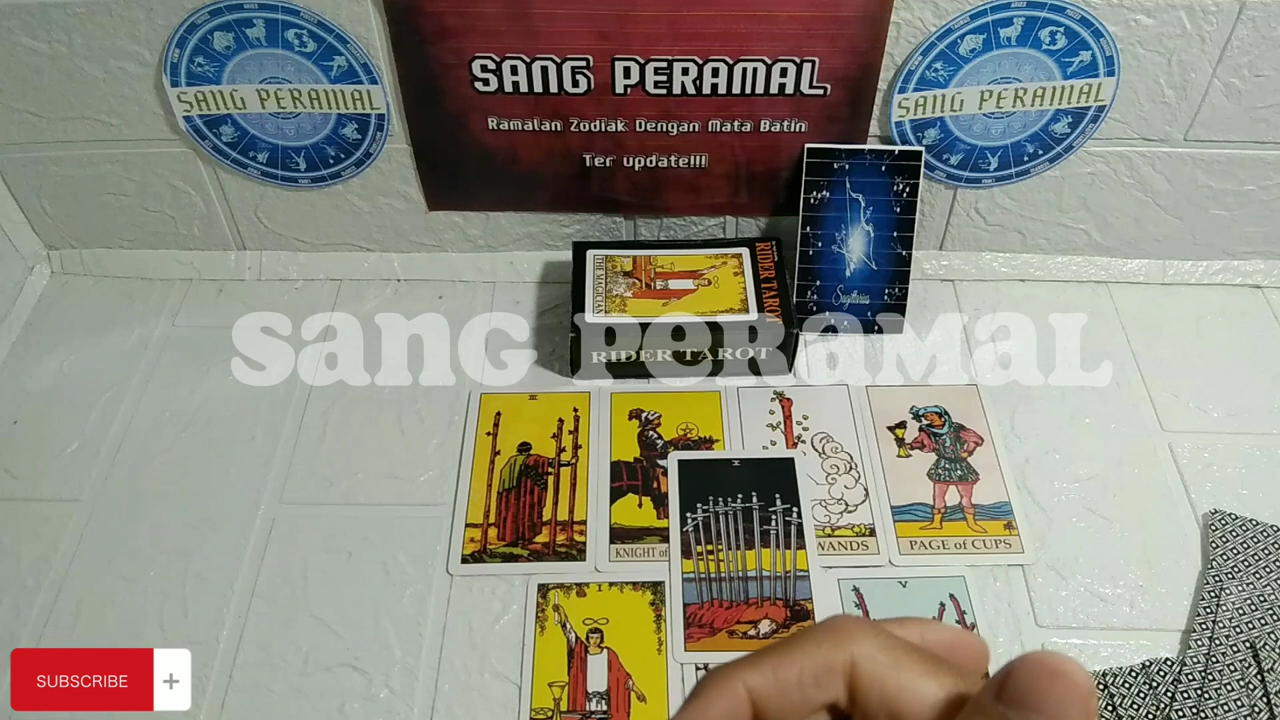 SANG PERAMAL
Ramalan Zodiak Dengan Mata Batin
Ter update!!!
SANG PERAMAL
SANG PERAMAL
Sagittarius
THE MAGICIAN
RIDER TAROT
RIDER TAROT
SANG PERAMAL
III
KNIGHT of
WANDS
PAGE of CUPS
X
I
V
SUBSCRIBE +